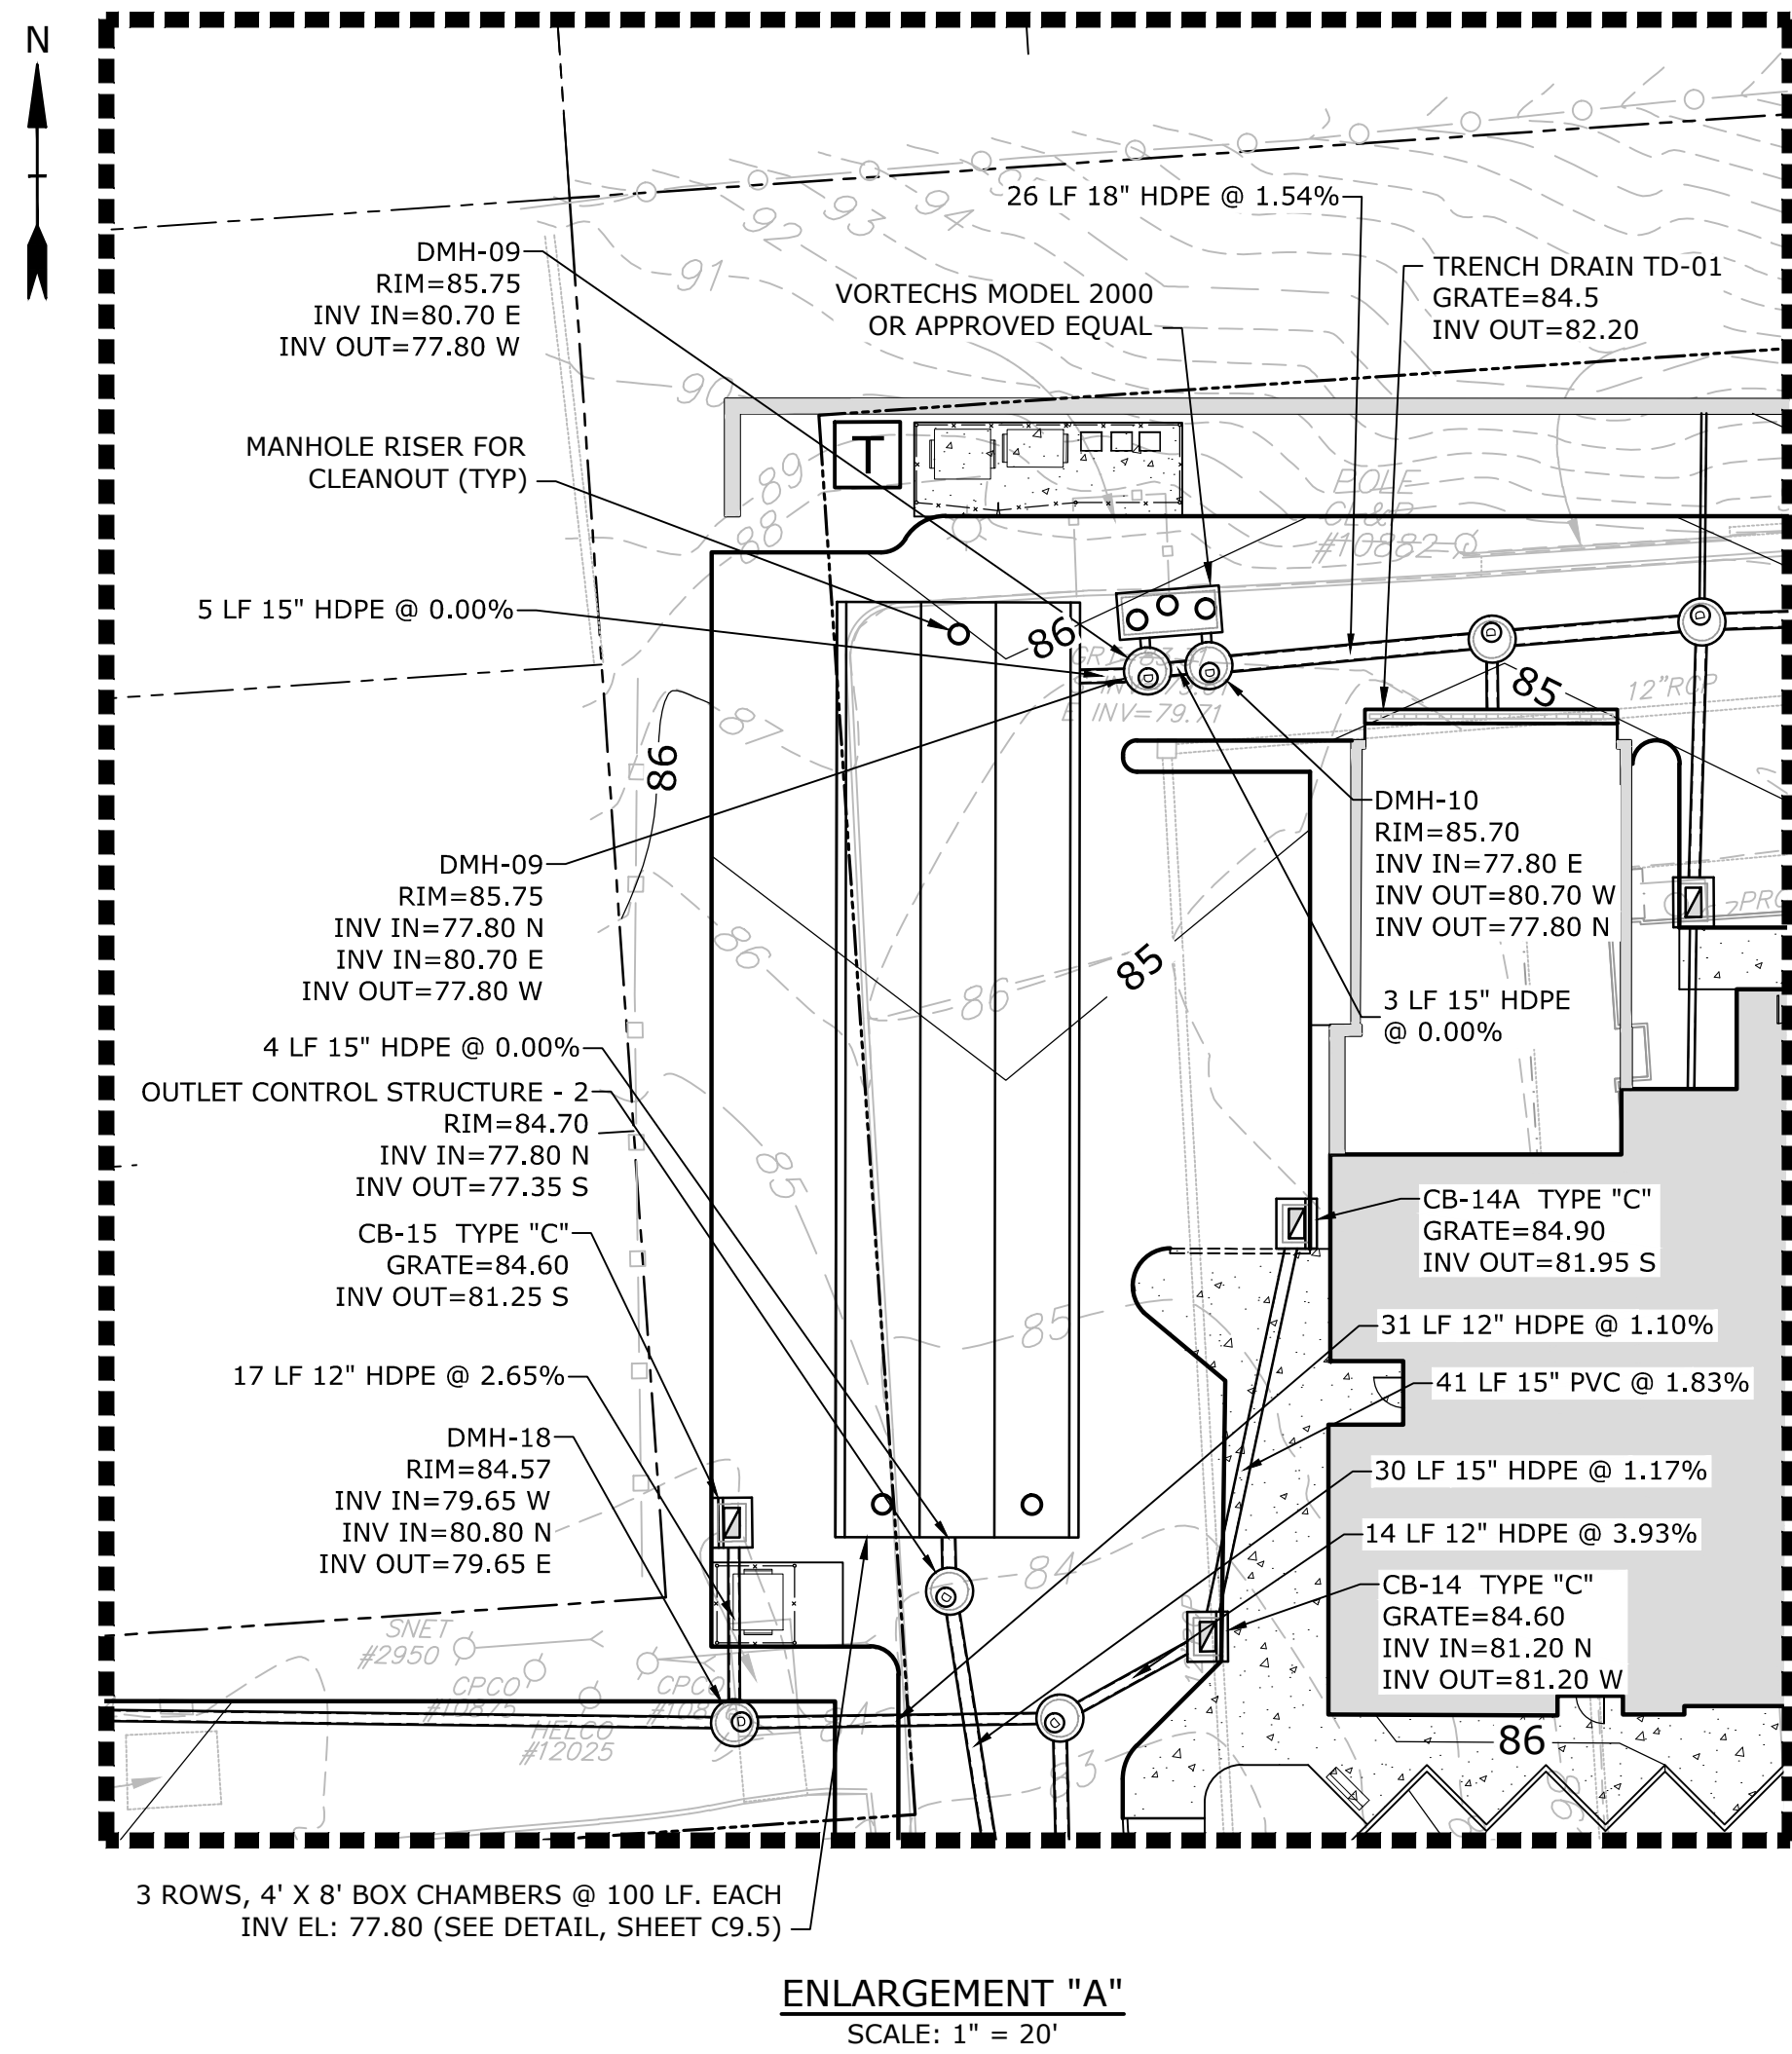 N
26 LF 18" HDPE @ 1.54%
DMH-09
RIM=85.75
INV IN=80.70 E
INV OUT=77.80 W
VORTECHS MODEL 2000
OR APPROVED EQUAL
TRENCH DRAIN TD-01
GRATE=84.5
INV OUT=82.20
91
92
93
94
90
89
88
T
MANHOLE RISER FOR
CLEANOUT (TYP)
POLE
#10882
5 LF 15" HDPE @ 0.00%
86
E INV=79.71
85
12"RCP
86
87
DMH-09
RIM=85.75
INV IN=77.80 N
INV IN=80.70 E
INV OUT=77.80 W
DMH-10
RIM=85.70
INV IN=77.80 E
INV OUT=80.70 W
INV OUT=77.80 N
86
86
85
3 LF 15" HDPE
@ 0.00%
4 LF 15" HDPE @ 0.00%
OUTLET CONTROL STRUCTURE - 2
RIM=84.70
INV IN=77.80 N
INV OUT=77.35 S
85
CB-15 TYPE "C"
GRATE=84.60
INV OUT=81.25 S
CB-14A TYPE "C"
GRATE=84.90
INV OUT=81.95 S
85
31 LF 12" HDPE @ 1.10%
17 LF 12" HDPE @ 2.65%
41 LF 15" PVC @ 1.83%
DMH-18
RIM=84.57
INV IN=79.65 W
INV IN=80.80 N
INV OUT=79.65 E
30 LF 15" HDPE @ 1.17%
14 LF 12" HDPE @ 3.93%
84
CB-14 TYPE "C"
GRATE=84.60
INV IN=81.20 N
INV OUT=81.20 W
SNET
#2950
CPCO
#10875
CPCO
HELCO
#12025
84
83
86
3 ROWS, 4' X 8' BOX CHAMBERS @ 100 LF. EACH
INV EL: 77.80 (SEE DETAIL, SHEET C9.5)
ENLARGEMENT "A"
SCALE: 1" = 20'